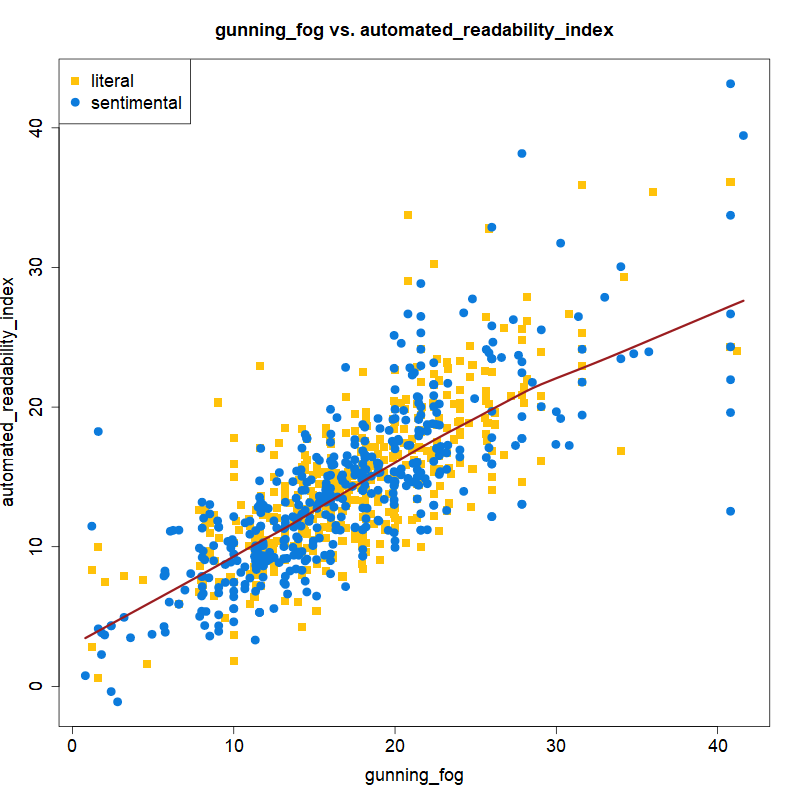 gunning_fog vs. automated_readability_index
literal
sentimental
automated_readability_index
40
30
20
10
0
0 10 20 30 40
gunning_fog